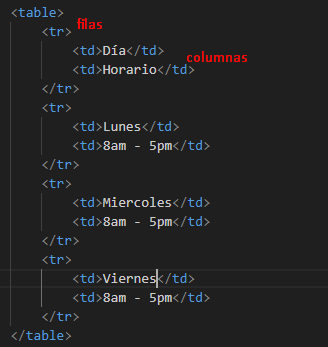 <table>
<tr> filas
<td>Día</td>
<td>Horario</td> columnas
</tr>
<tr>
<td>Lunes</td>
<td>8am - 5pm</td>
</tr>
<tr>
<td>Miercoles</td>
<td>8am - 5pm</td>
</tr>
<tr>
<td>Viernes</td>
<td>8am - 5pm</td>
</tr>
</table>